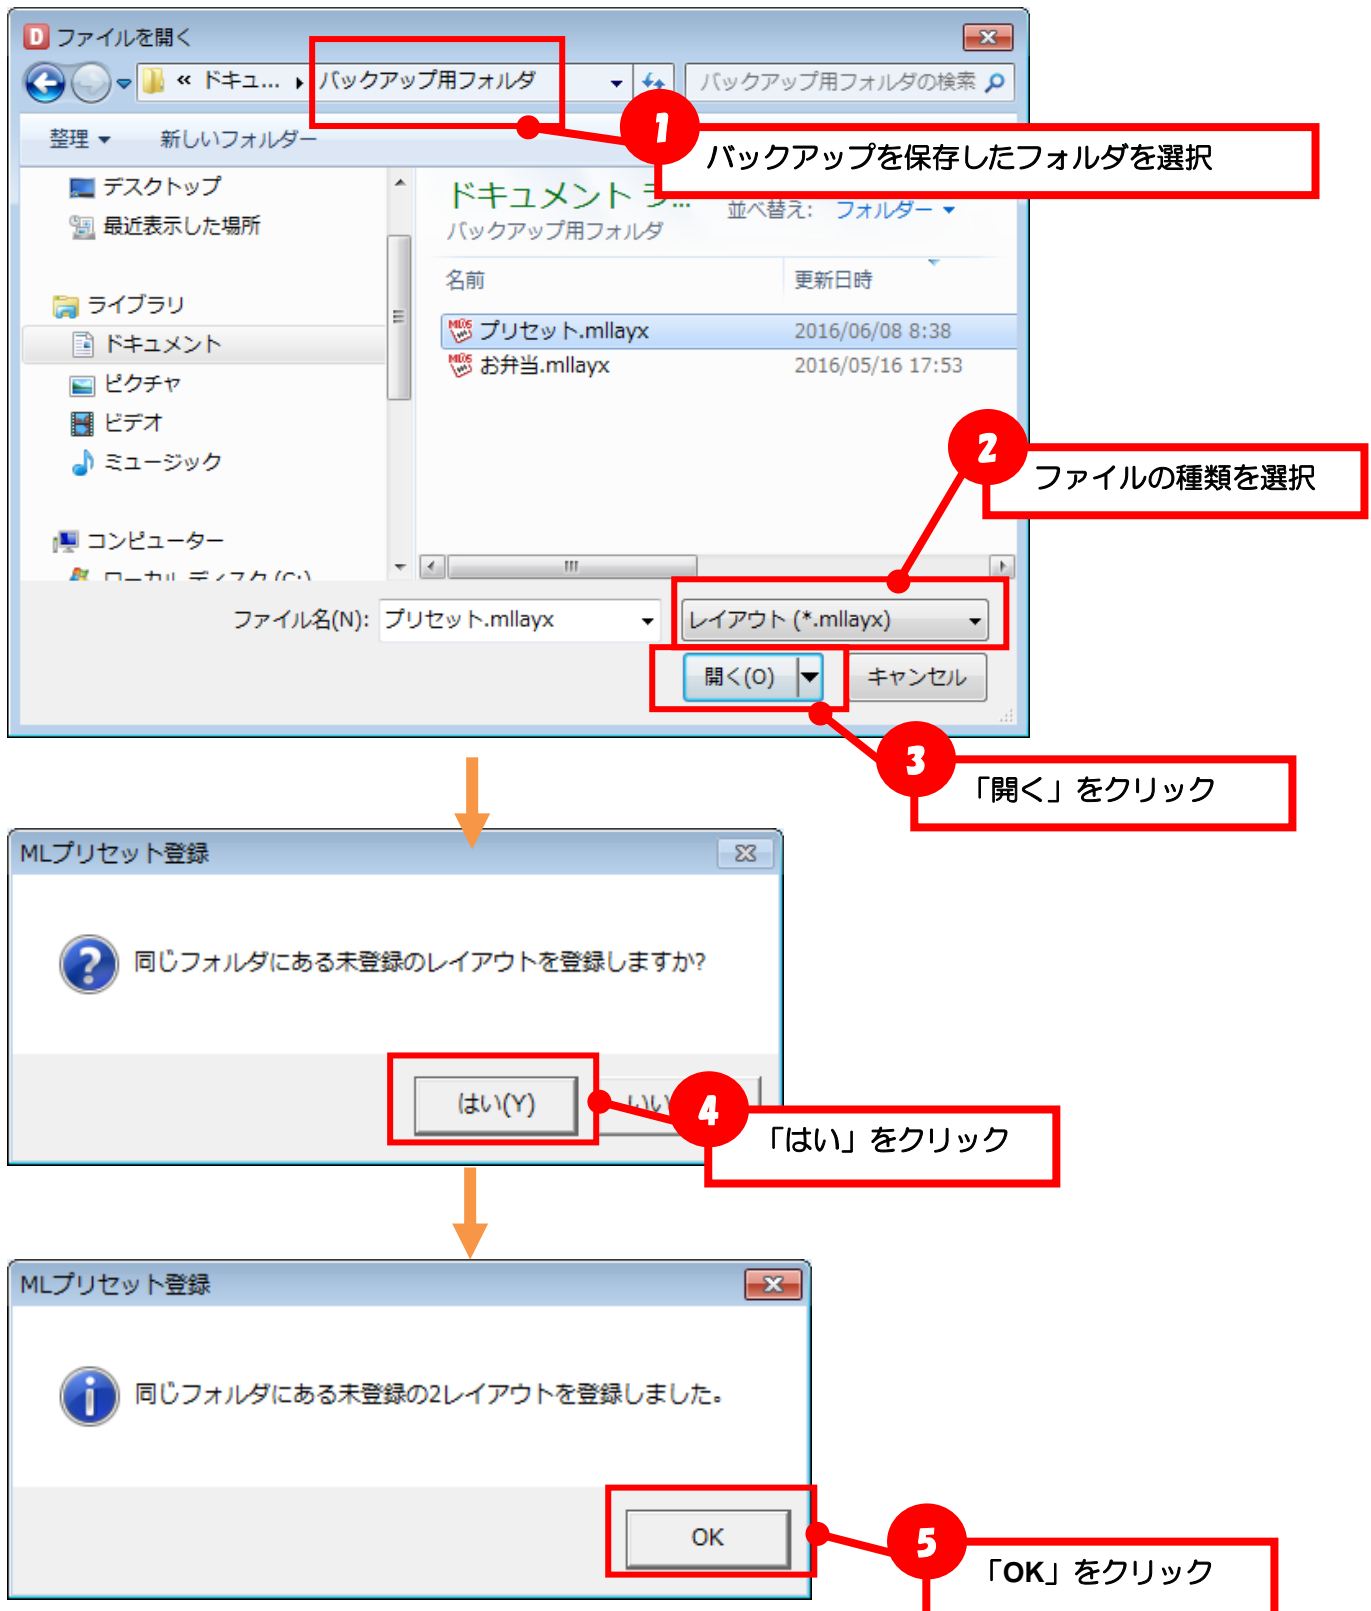 ファイルを開く
« ドキュ... ▸ バックアップ用フォルダ
バックアップ用フォルダの検索
整理
新しいフォルダー
1
バックアップを保存したフォルダを選択
デスクトップ
最近表示した場所
ライブラリ
ドキュメント
ピクチャ
ビデオ
ミュージック
コンピューター
ローカル ディスク (C:)
ドキュメント ラ...
バックアップ用フォルダ
並べ替え: フォルダー
名前 更新日時
プリセット.mllayx 2016/06/08 8:38
お弁当.mllayx 2016/05/16 17:53
2
ファイルの種類を選択
ファイル名(N): プリセット.mllayx
レイアウト (*.mllayx)
開く(O)
キャンセル
3
「開く」をクリック
MLプリセット登録
同じフォルダにある未登録のレイアウトを登録しますか?
はい(Y)
4
「はい」をクリック
MLプリセット登録
同じフォルダにある未登録の2レイアウトを登録しました。
OK
5
「OK」をクリック